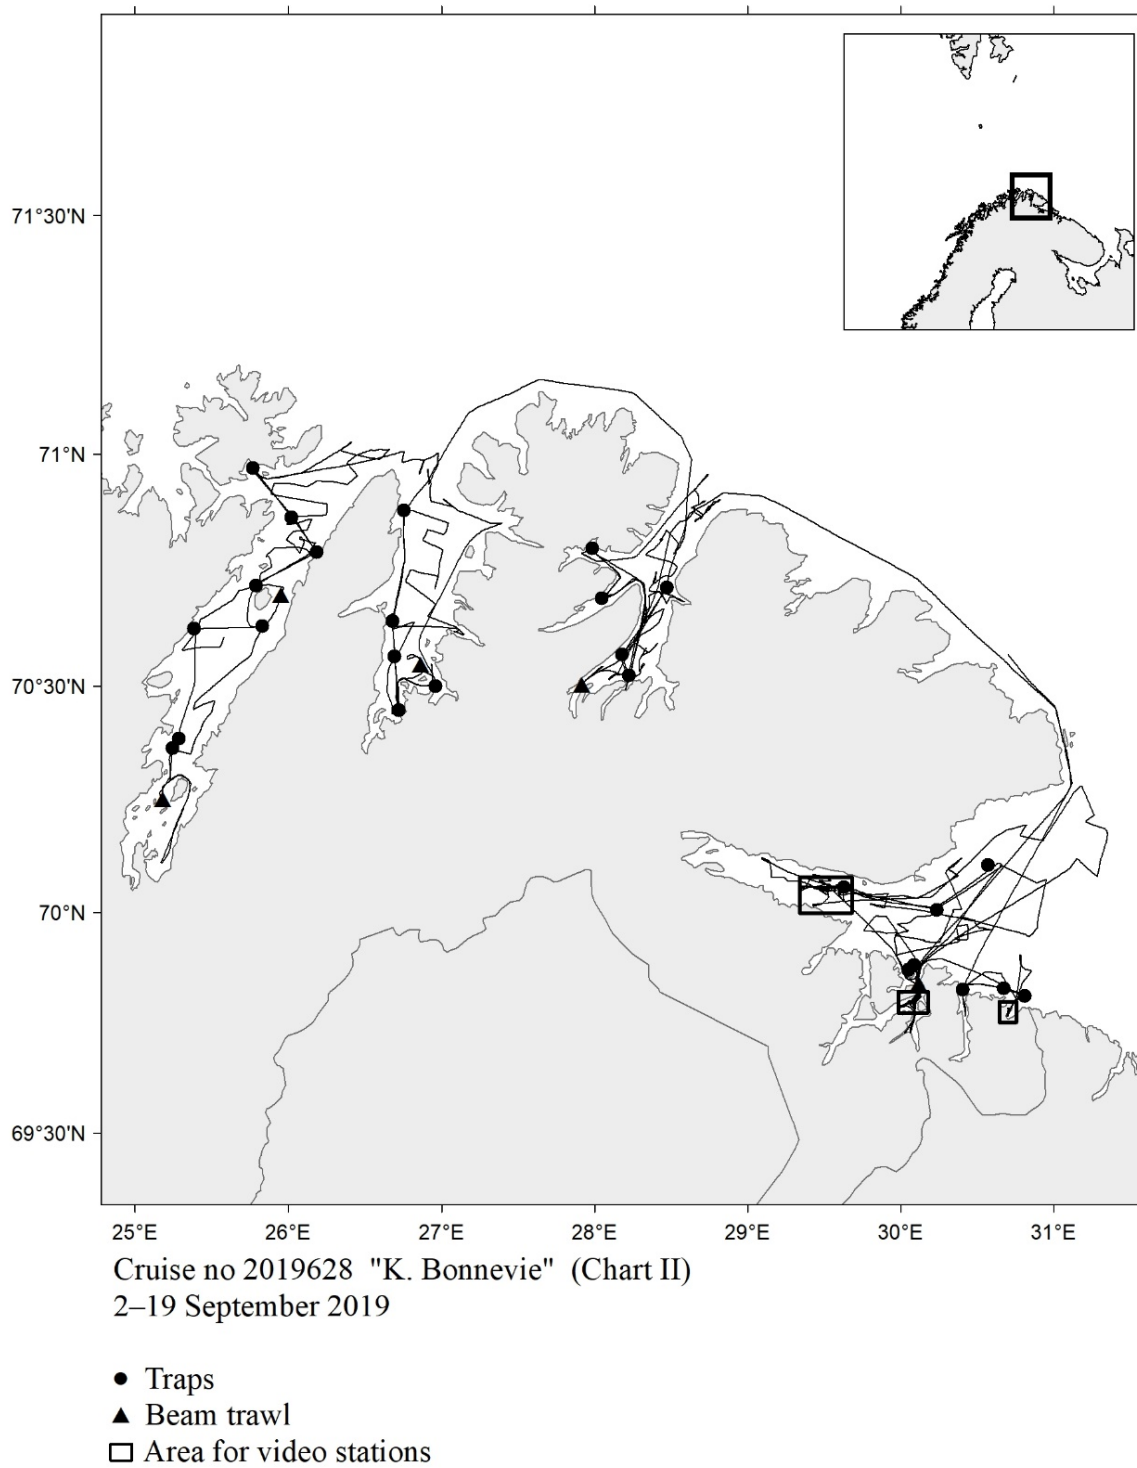 71°30'N
71°N
70°30'N
70°N
69°30'N
25°E 26°E 27°E 28°E 29°E 30°E 31°E
Cruise no 2019628 "K. Bonnevie" (Chart II)
2–19 September 2019
Traps
Beam trawl
Area for video stations